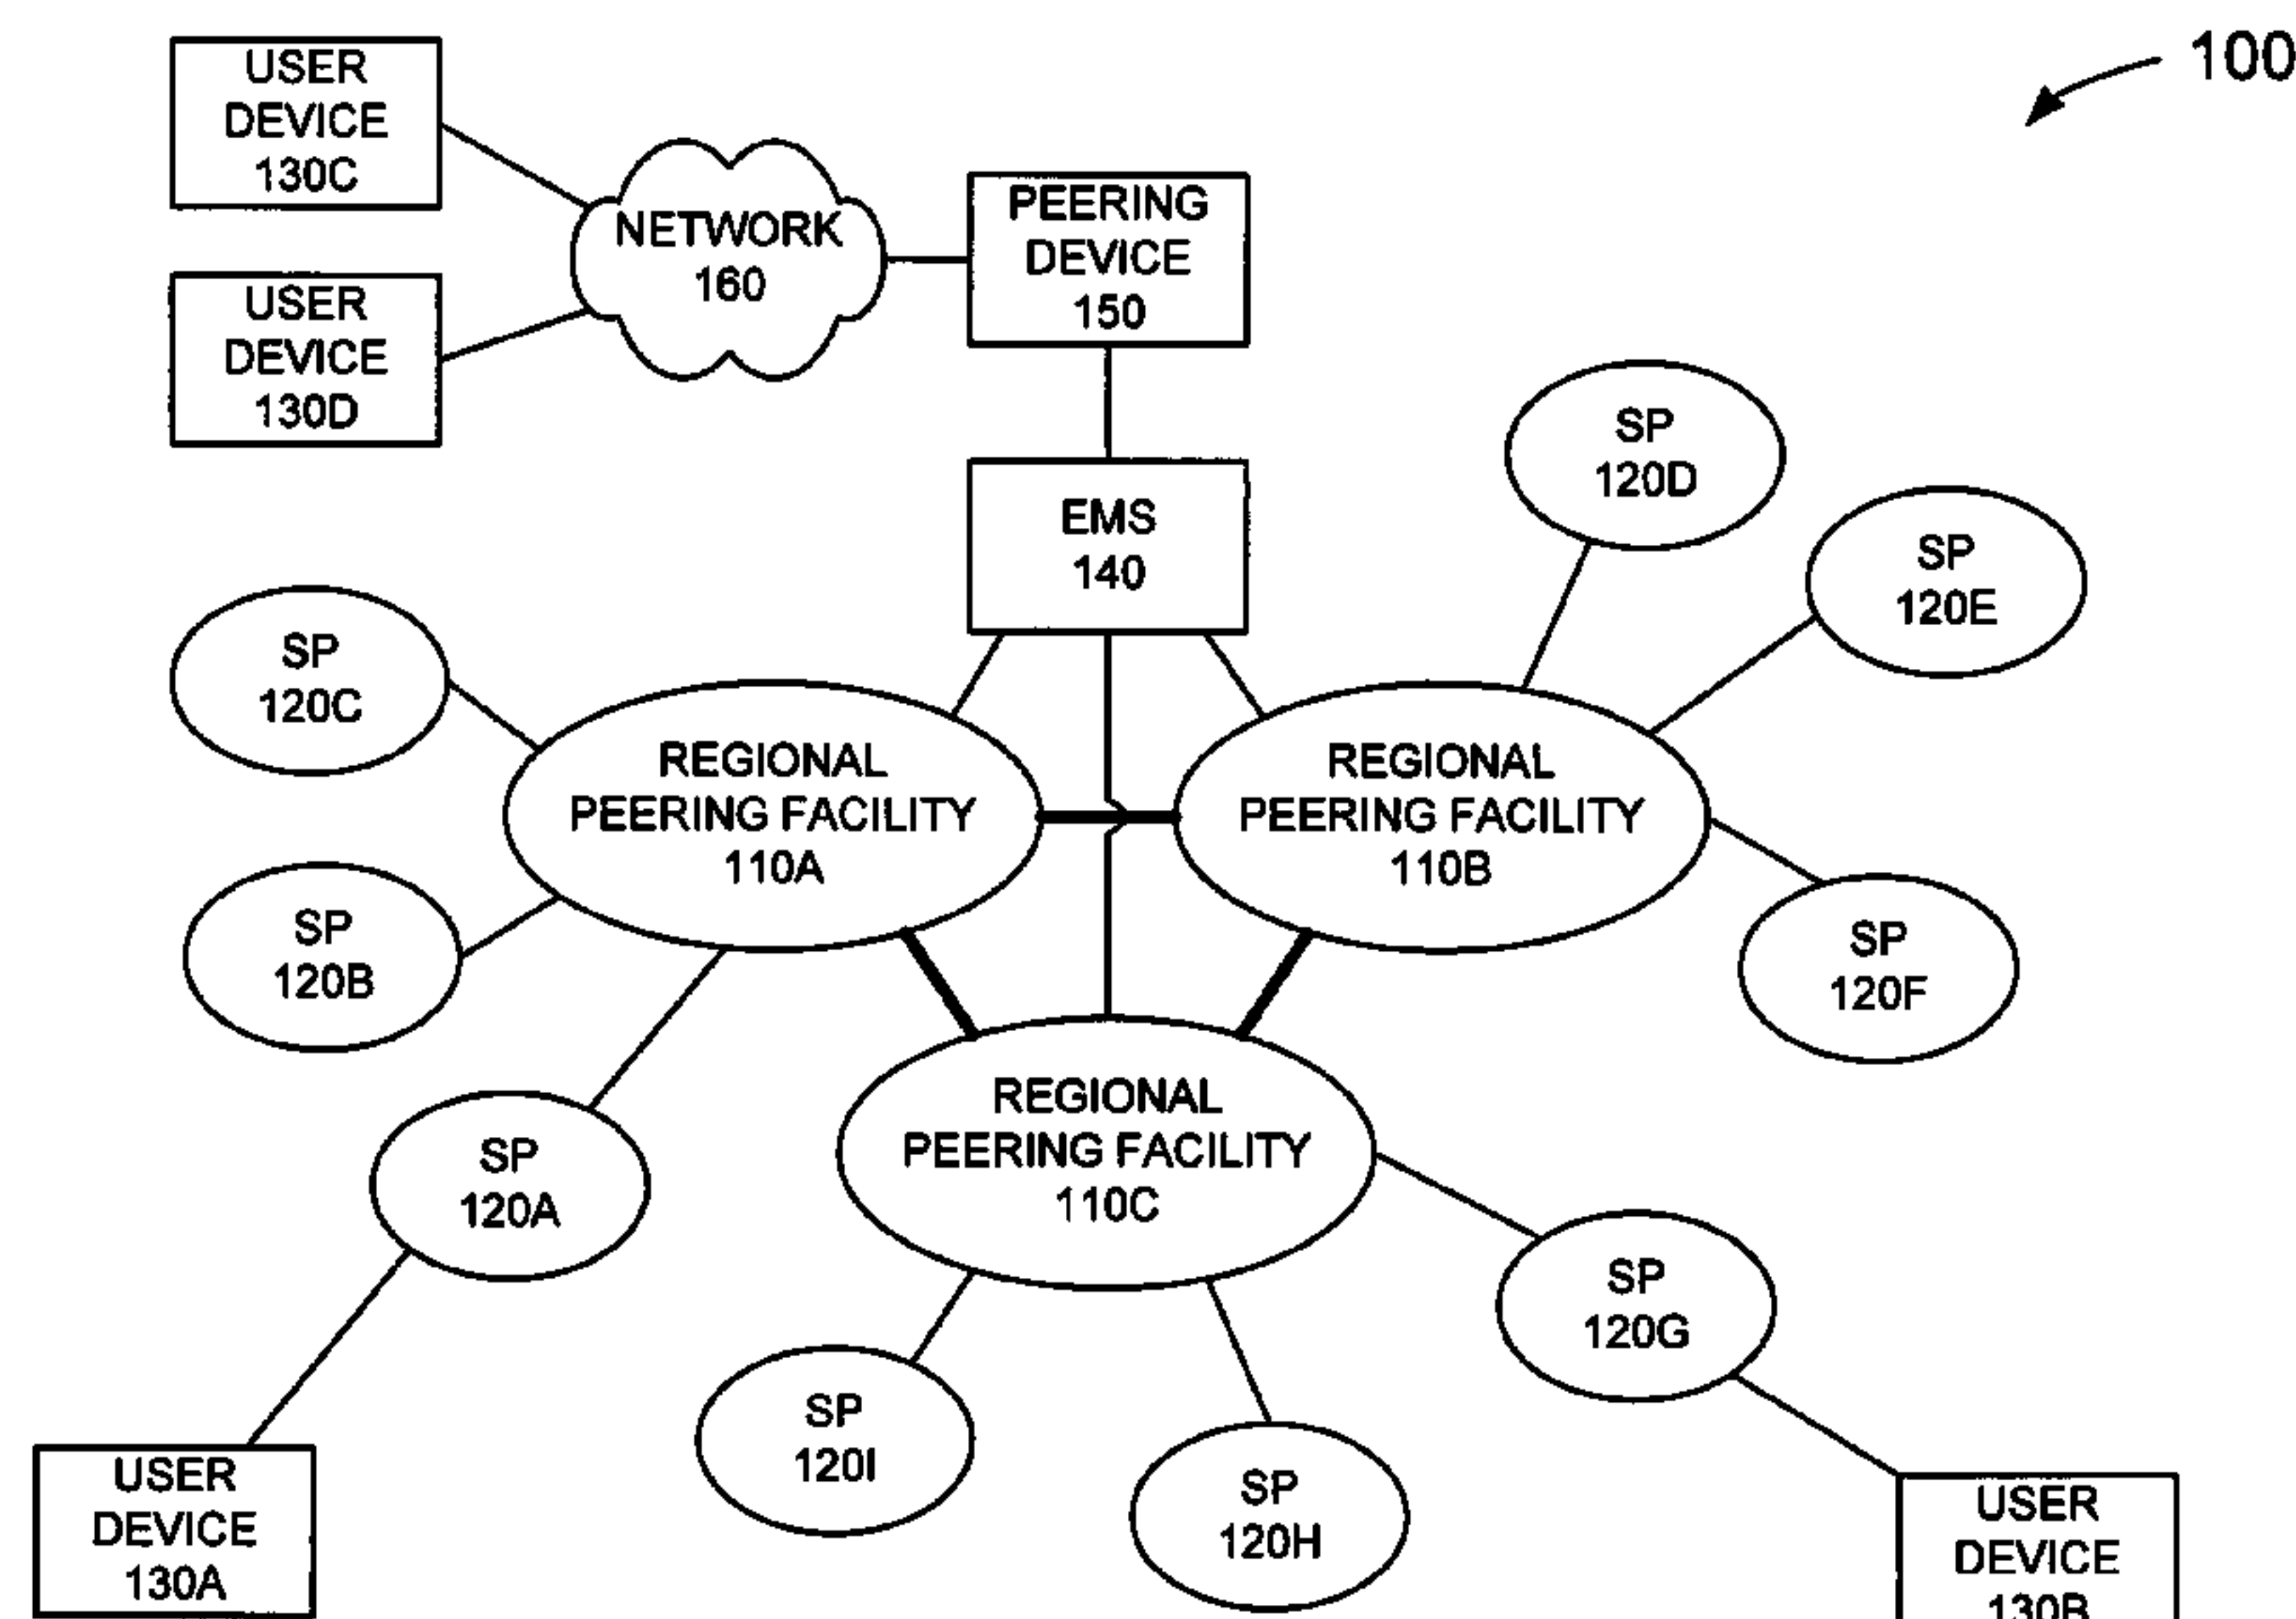 100
USER
DEVICE
130C
NETWORK
160
PEERING
DEVICE
150
USER
DEVICE
130D
SP
120D
EMS
140
SP
120E
SP
120C
REGIONAL
PEERING FACILITY
110A
REGIONAL
PEERING FACILITY
110B
SP
120B
SP
120F
REGIONAL
PEERING FACILITY
110C
SP
120A
SP
120G
SP
120I
SP
120H
USER
DEVICE
130A
USER
DEVICE
130B